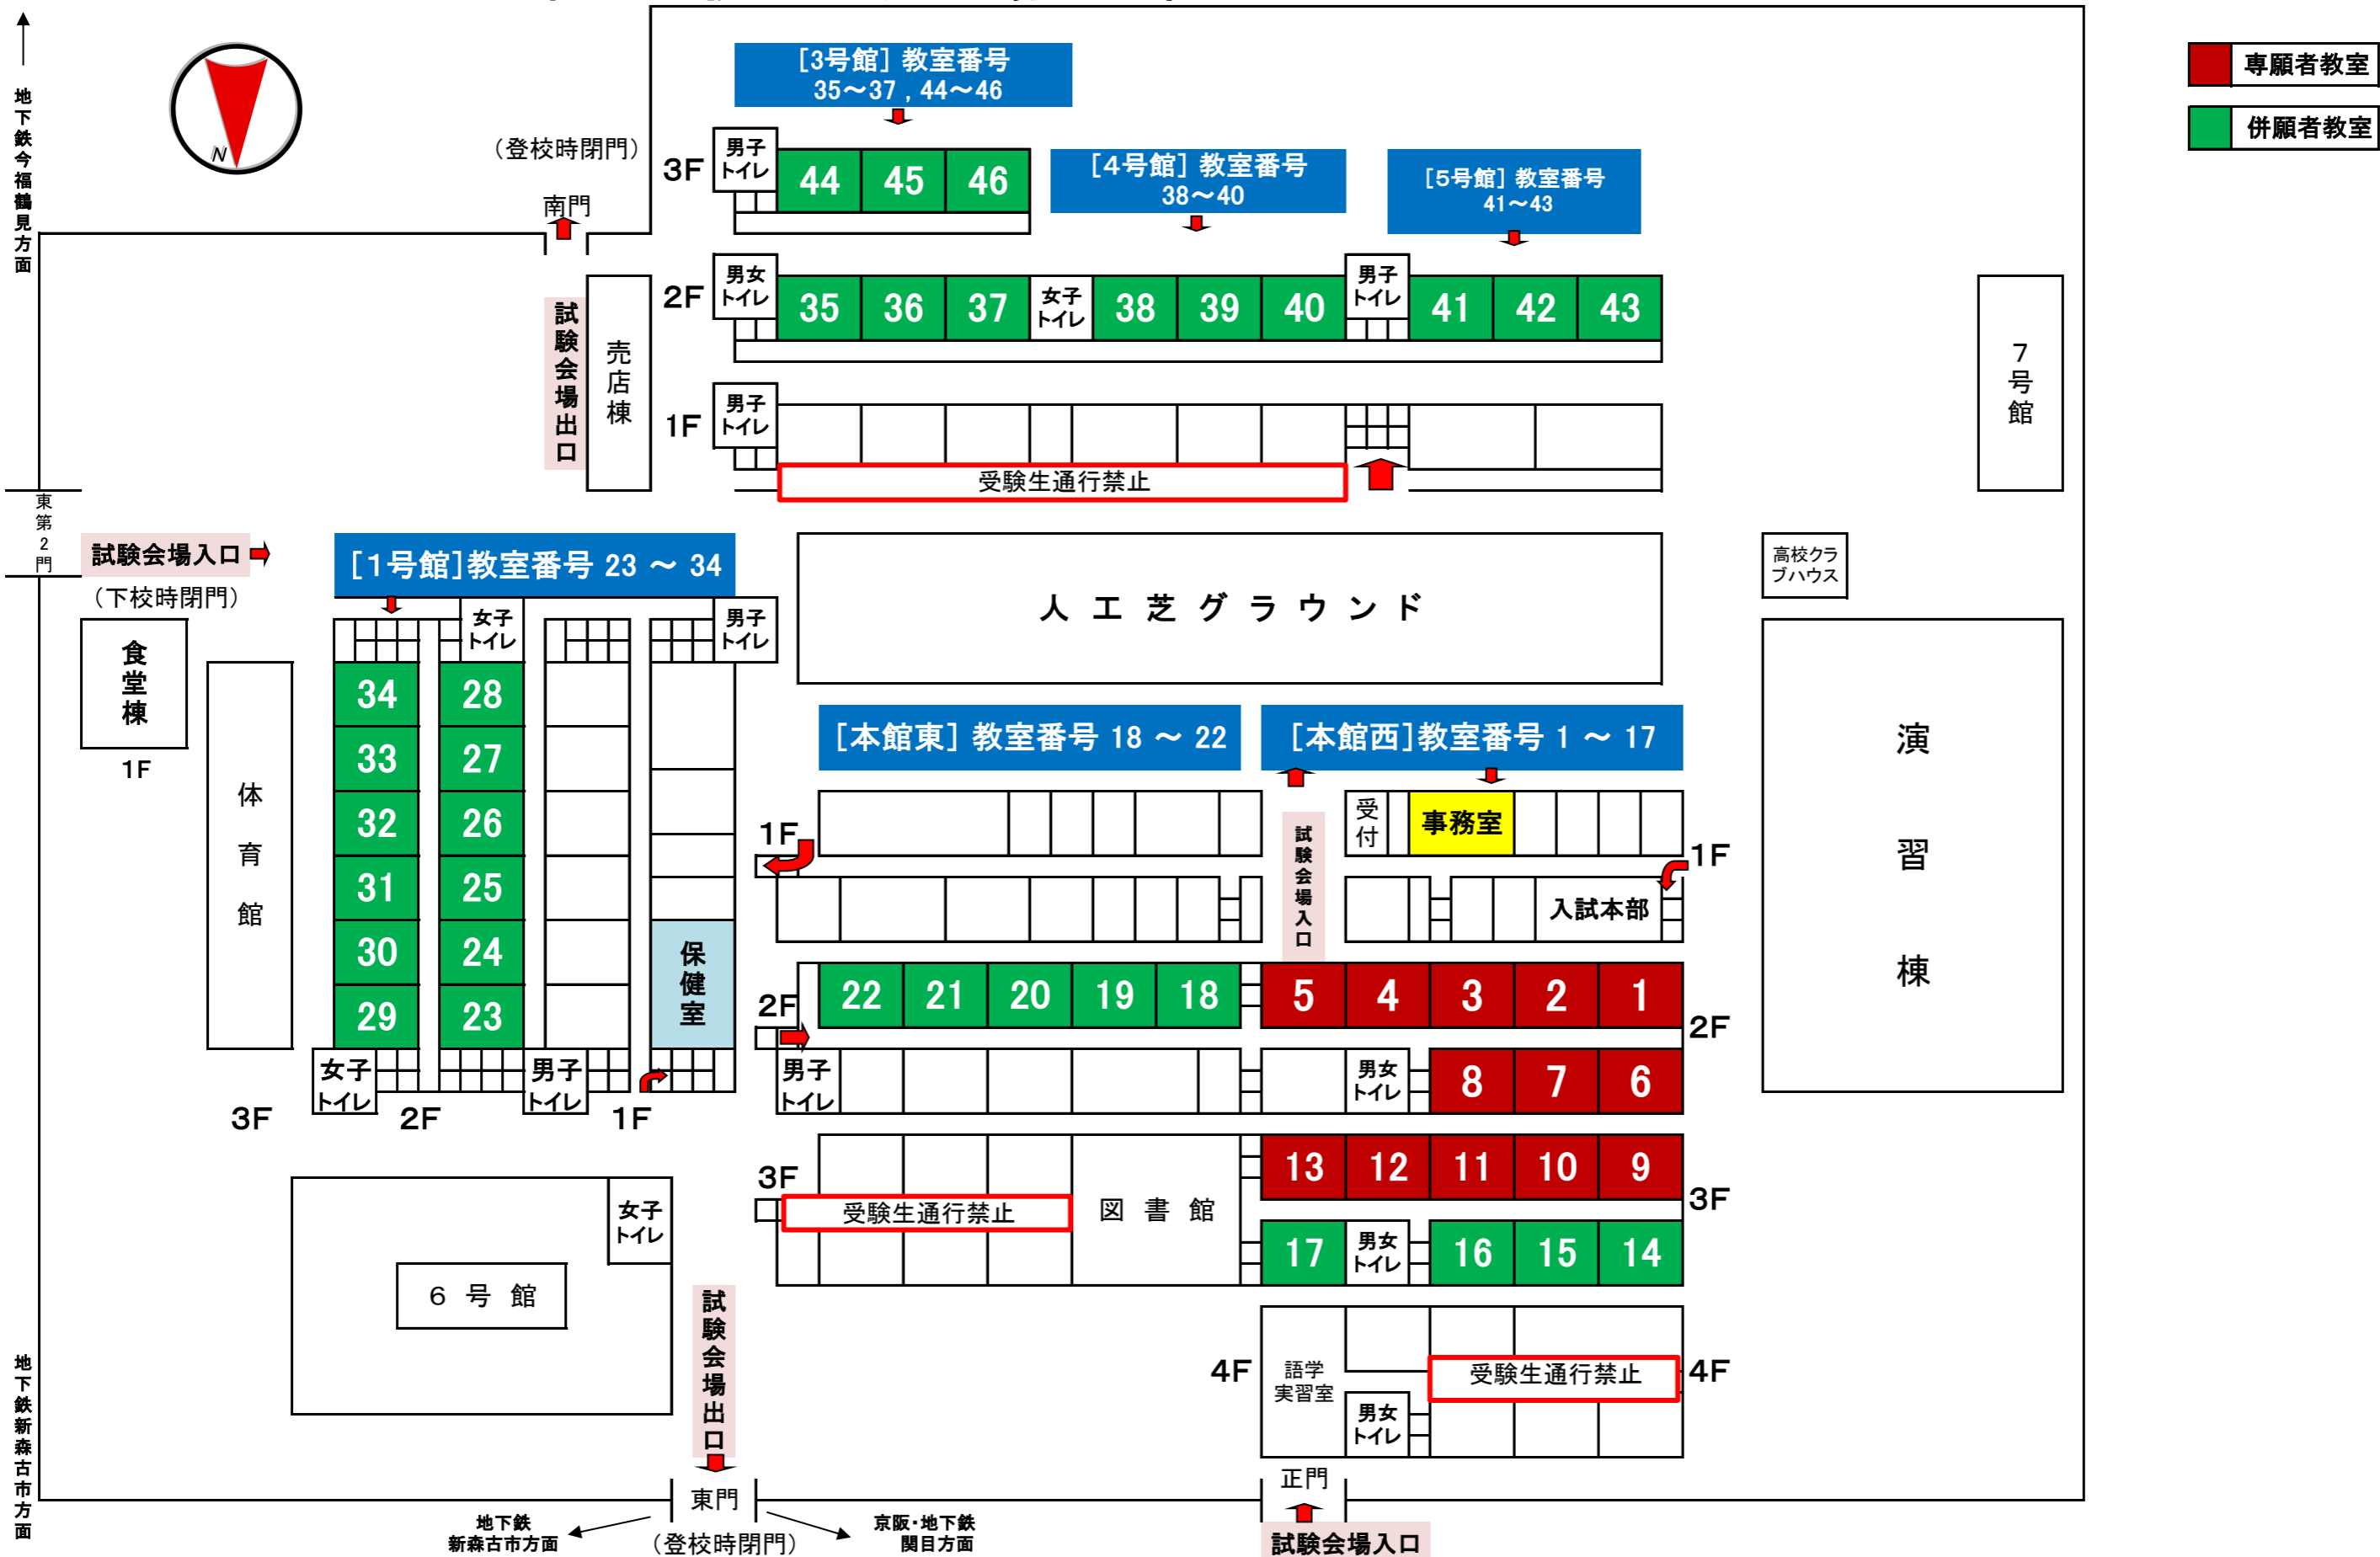 専願者教室
併願者教室
地下鉄今福鶴見方面
N
(登校時閉門)
南門
[3号館] 教室番号
35~37 , 44~46
3F
男子
トイレ
44
45
46
[4号館] 教室番号
38~40
[5号館] 教室番号
41~43
2F
男女
トイレ
35
36
37
女子
トイレ
38
39
40
男子
トイレ
41
42
43
試験会場出口
売店棟
1F
男子
トイレ
受験生通行禁止
7号館
東第2門
試験会場入口
(下校時閉門)
[1号館]教室番号 23 ~ 34
人工芝グラウンド
高校クラ
ブハウス
食堂棟
1F
体育館
女子
トイレ
男子
トイレ
34
28
33
27
32
26
31
25
30
24
29
23
保健室
女子
トイレ
男子
トイレ
3F
2F
1F
[本館東] 教室番号 18 ~ 22
[本館西]教室番号 1 ~ 17
演習棟
1F
試験会場入口
受付
事務室
1F
入試本部
2F
22
21
20
19
18
5
4
3
2
1
2F
男子
トイレ
男女
トイレ
8
7
6
3F
受験生通行禁止
図書館
13
12
11
10
9
3F
17
男女
トイレ
16
15
14
女子
トイレ
6号館
試験会場出口
4F
語学
実習室
受験生通行禁止
4F
男女
トイレ
地下鉄新森古市方面
東門
(登校時閉門)
地下鉄
新森古市方面
京阪・地下鉄
関目方面
正門
試験会場入口